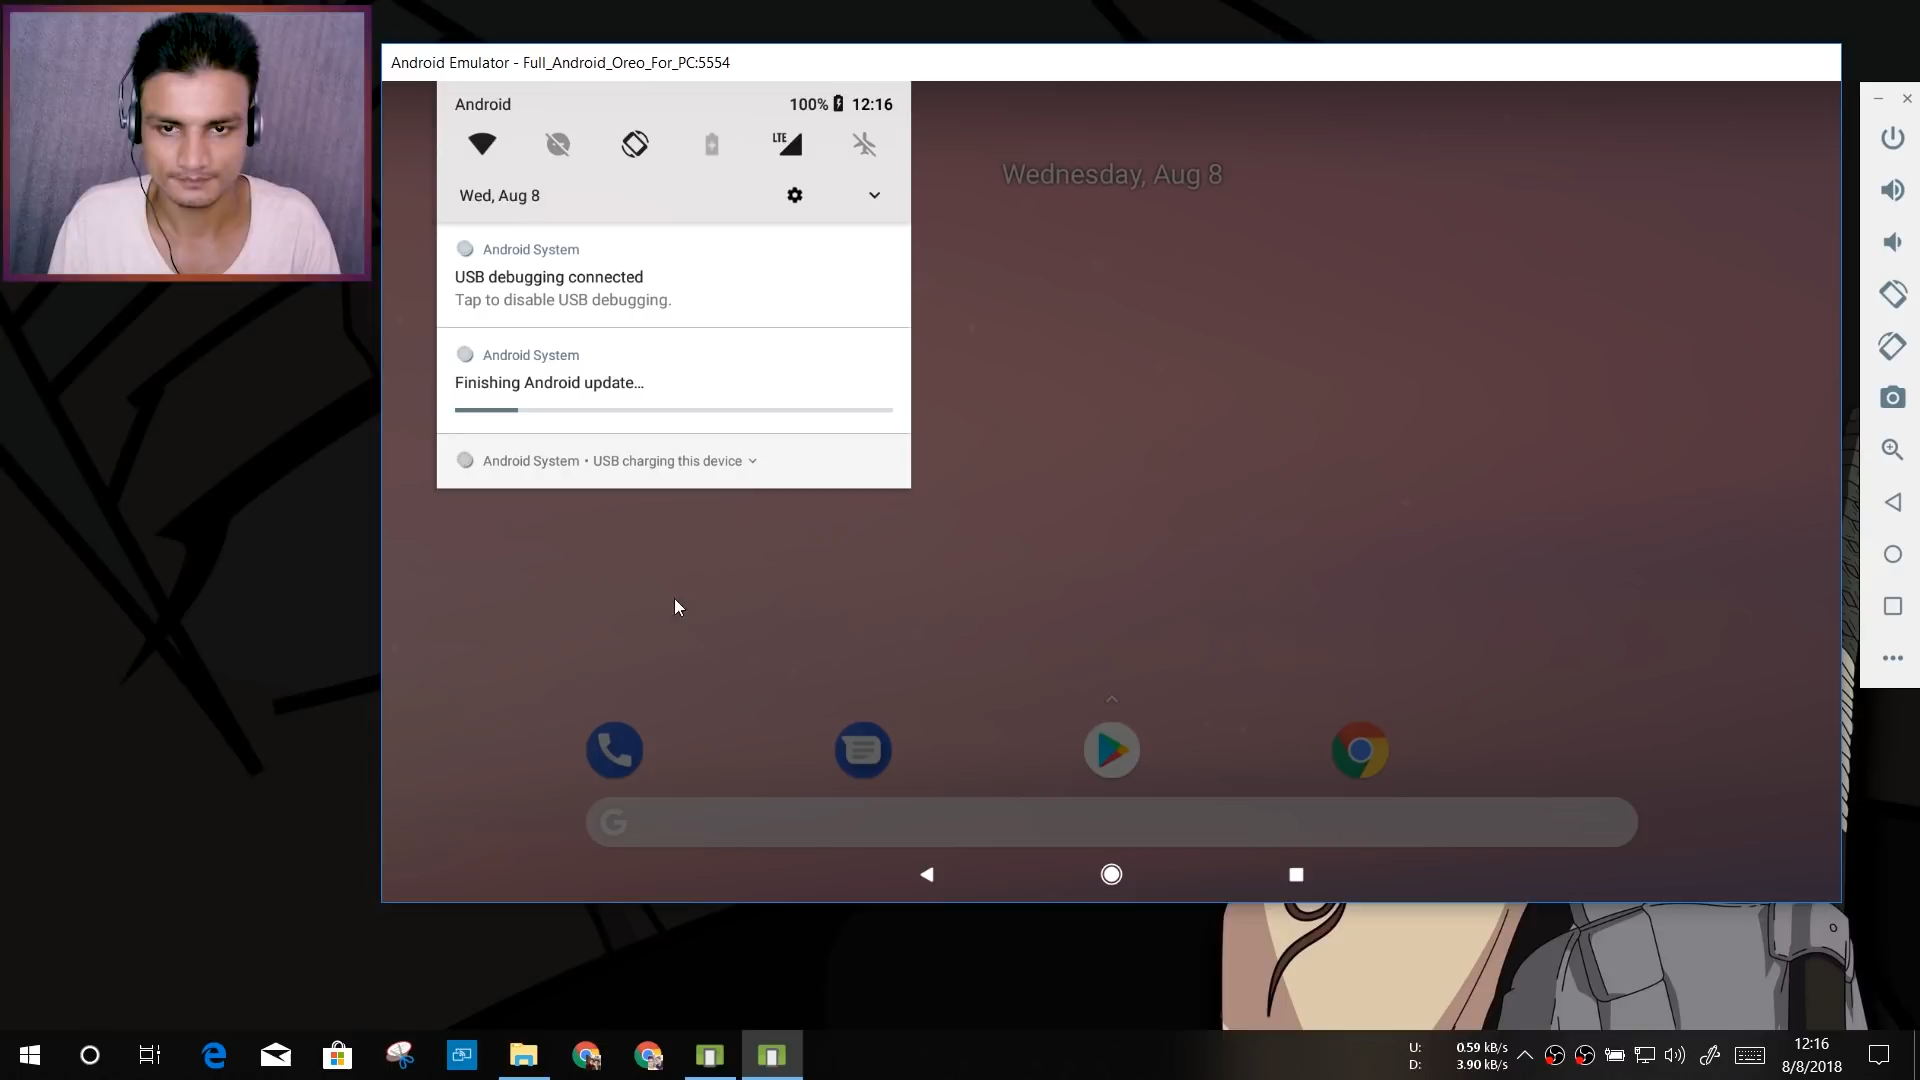 Android Emulator - Full_Android_Oreo_For_PC:5554
Android 100% 12:16
LTE
Wed, Aug 8
Wednesday, Aug 8
Android System
USB debugging connected
Tap to disable USB debugging.
Android System
Finishing Android update...
Android System • USB charging this device
G
U: 0.59 kB/s
D: 3.90 kB/s
12:16
8/8/2018